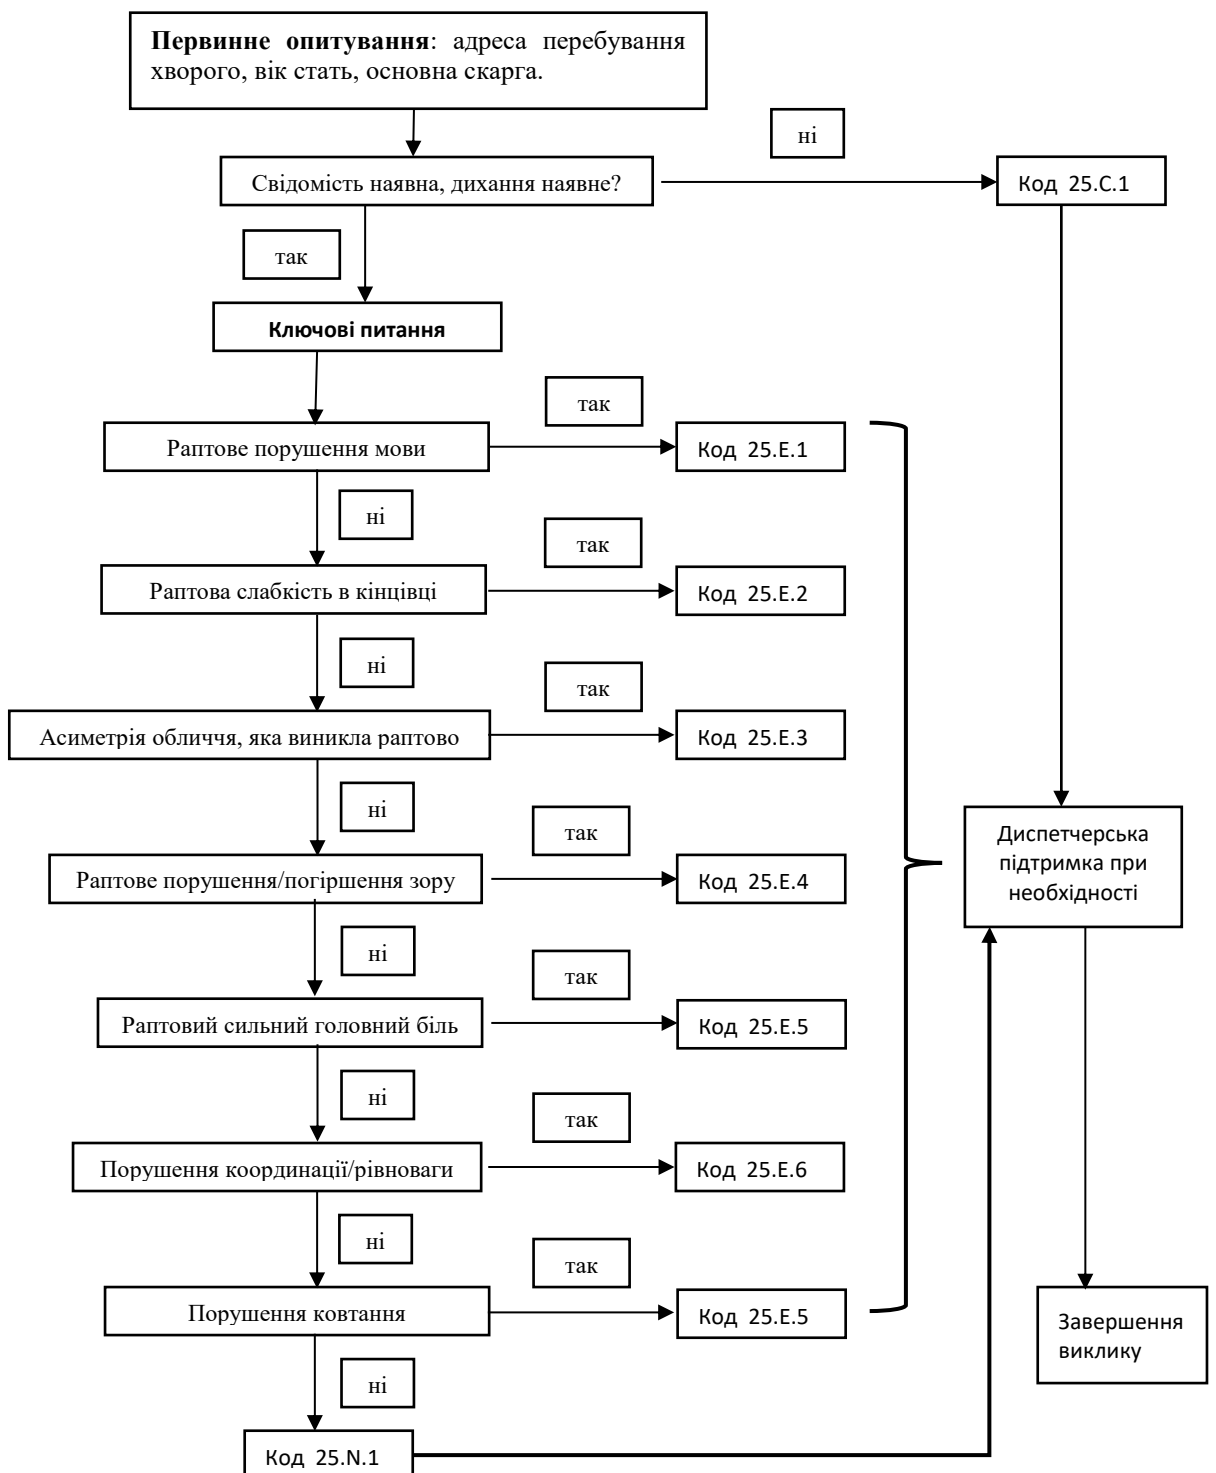 Первинне опитування: адреса перебування
хворого, вік стать, основна скарга.
ні
Свідомість наявна, дихання наявне?
Код 25.C.1
так
Ключові питання
так
Раптове порушення мови
Код 25.E.1
ні
так
Раптова слабкість в кінцівці
Код 25.E.2
ні
так
Асиметрія обличчя, яка виникла раптово
Код 25.E.3
ні
так
Диспетчерська
підтримка при
необхідності
Раптове порушення/погіршення зору
Код 25.E.4
ні
так
Раптовий сильний головний біль
Код 25.E.5
ні
так
Порушення координації/рівноваги
Код 25.E.6
ні
так
Порушення ковтання
Код 25.E.5
Завершення
виклику
ні
Код 25.N.1